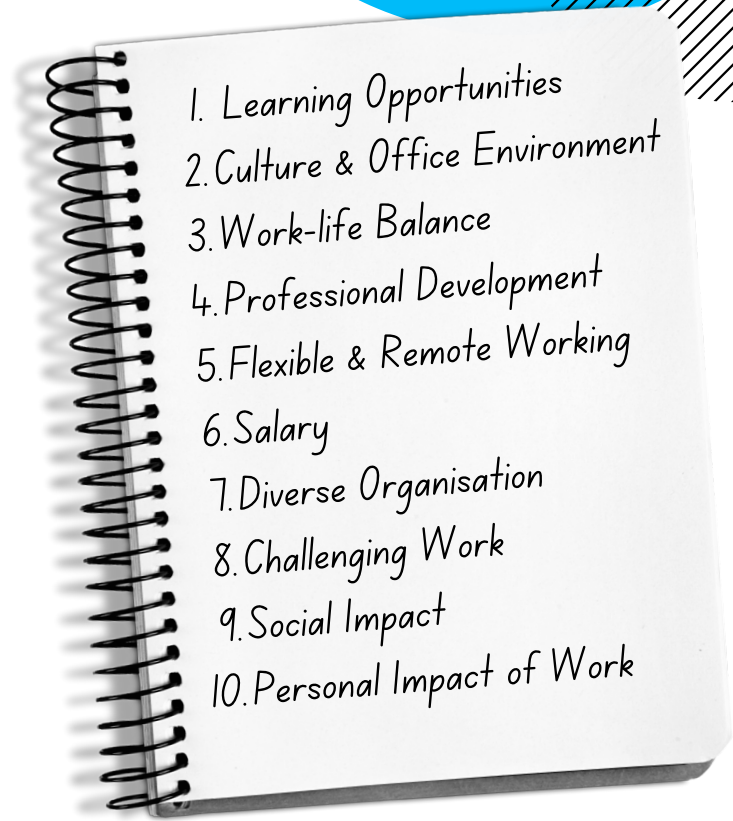 1. Learning Opportunities
2. Culture & Office Environment
3. Work-life Balance
4. Professional Development
5. Flexible & Remote Working
6. Salary
7. Diverse Organisation
8. Challenging Work
9. Social Impact
10. Personal Impact of Work